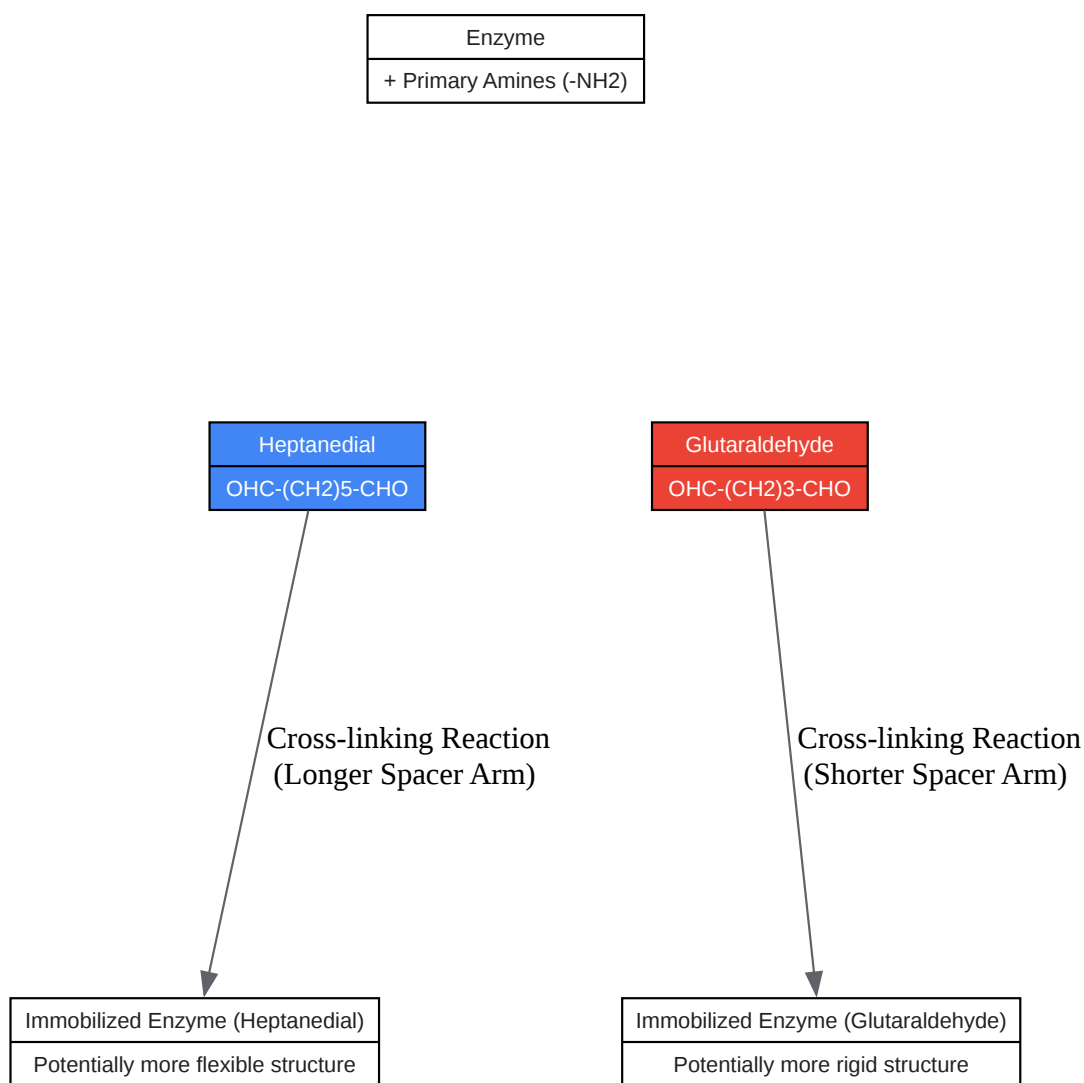 Enzyme
+ Primary Amines (-NH2)
Heptanedial
OHC-(CH2)5-CHO
Glutaraldehyde
OHC-(CH2)3-CHO
Cross-linking Reaction
(Longer Spacer Arm)
Cross-linking Reaction
(Shorter Spacer Arm)
Immobilized Enzyme (Heptanedial)
Potentially more flexible structure
Immobilized Enzyme (Glutaraldehyde)
Potentially more rigid structure